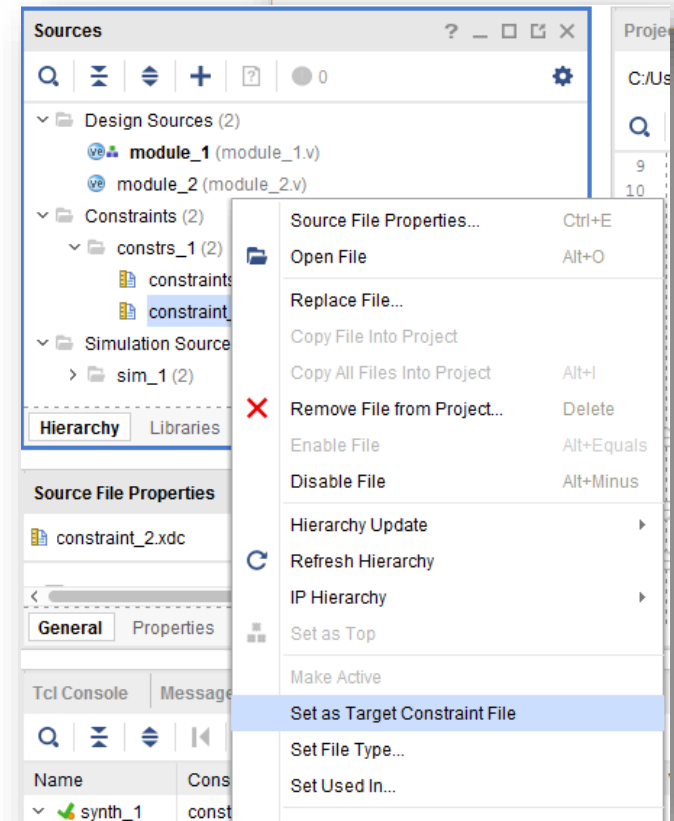 Sources ? Proje
0 C:/Us
Design Sources (2)
module_1 (module_1.v)
9
module_2 (module_2.v)
10
Constraints (2)
constrs_1 (2)
constraints
constraint_
Simulation Source
sim_1 (2)
Hierarchy Libraries
Source File Properties
constraint_2.xdc
General Properties
Tcl Console Message
Name Cons
synth_1 const
Source File Properties... Ctrl+E
Open File Alt+O
Replace File...
Copy File Into Project
Copy All Files Into Project Alt+I
Remove File from Project... Delete
Enable File Alt+Equals
Disable File Alt+Minus
Hierarchy Update
Refresh Hierarchy
IP Hierarchy
Set as Top
Make Active
Set as Target Constraint File
Set File Type...
Set Used In...